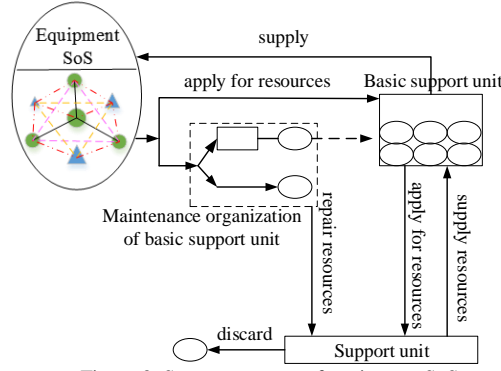 Equipment
SoS
supply
apply for resources
Basic support unit
Maintenance organization
of basic support unit
repair resources
apply for resources
supply resources
discard
Support unit